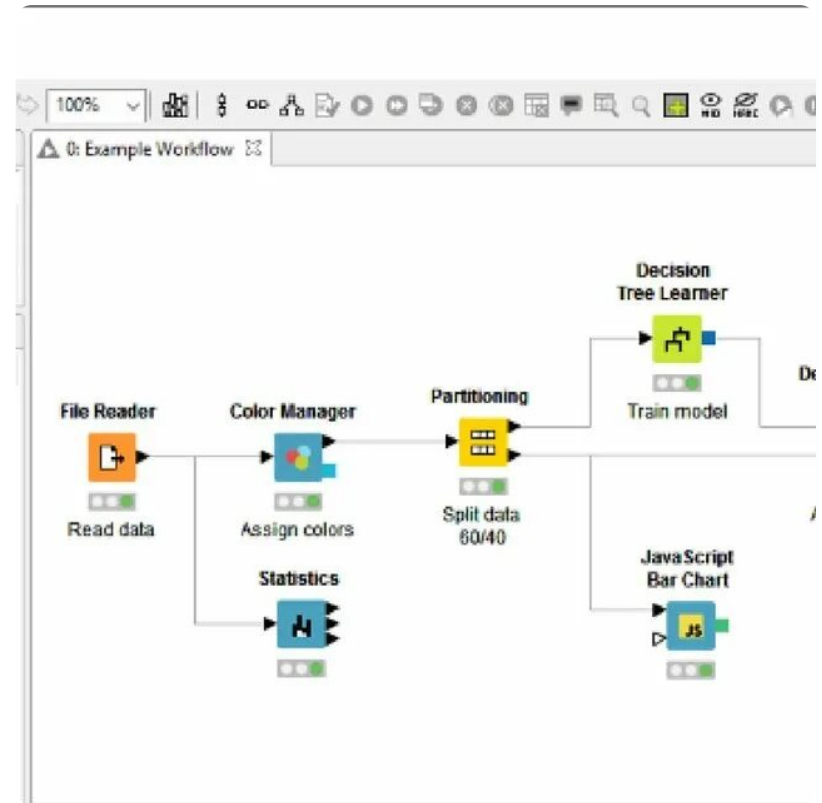 100%
0: Example Workflow
Decision
Tree Learner
Train model
De
File Reader
Read data
Color Manager
Assign colors
Partitioning
Split data
60/40
Statistics
JavaScript
Bar Chart
JS
A